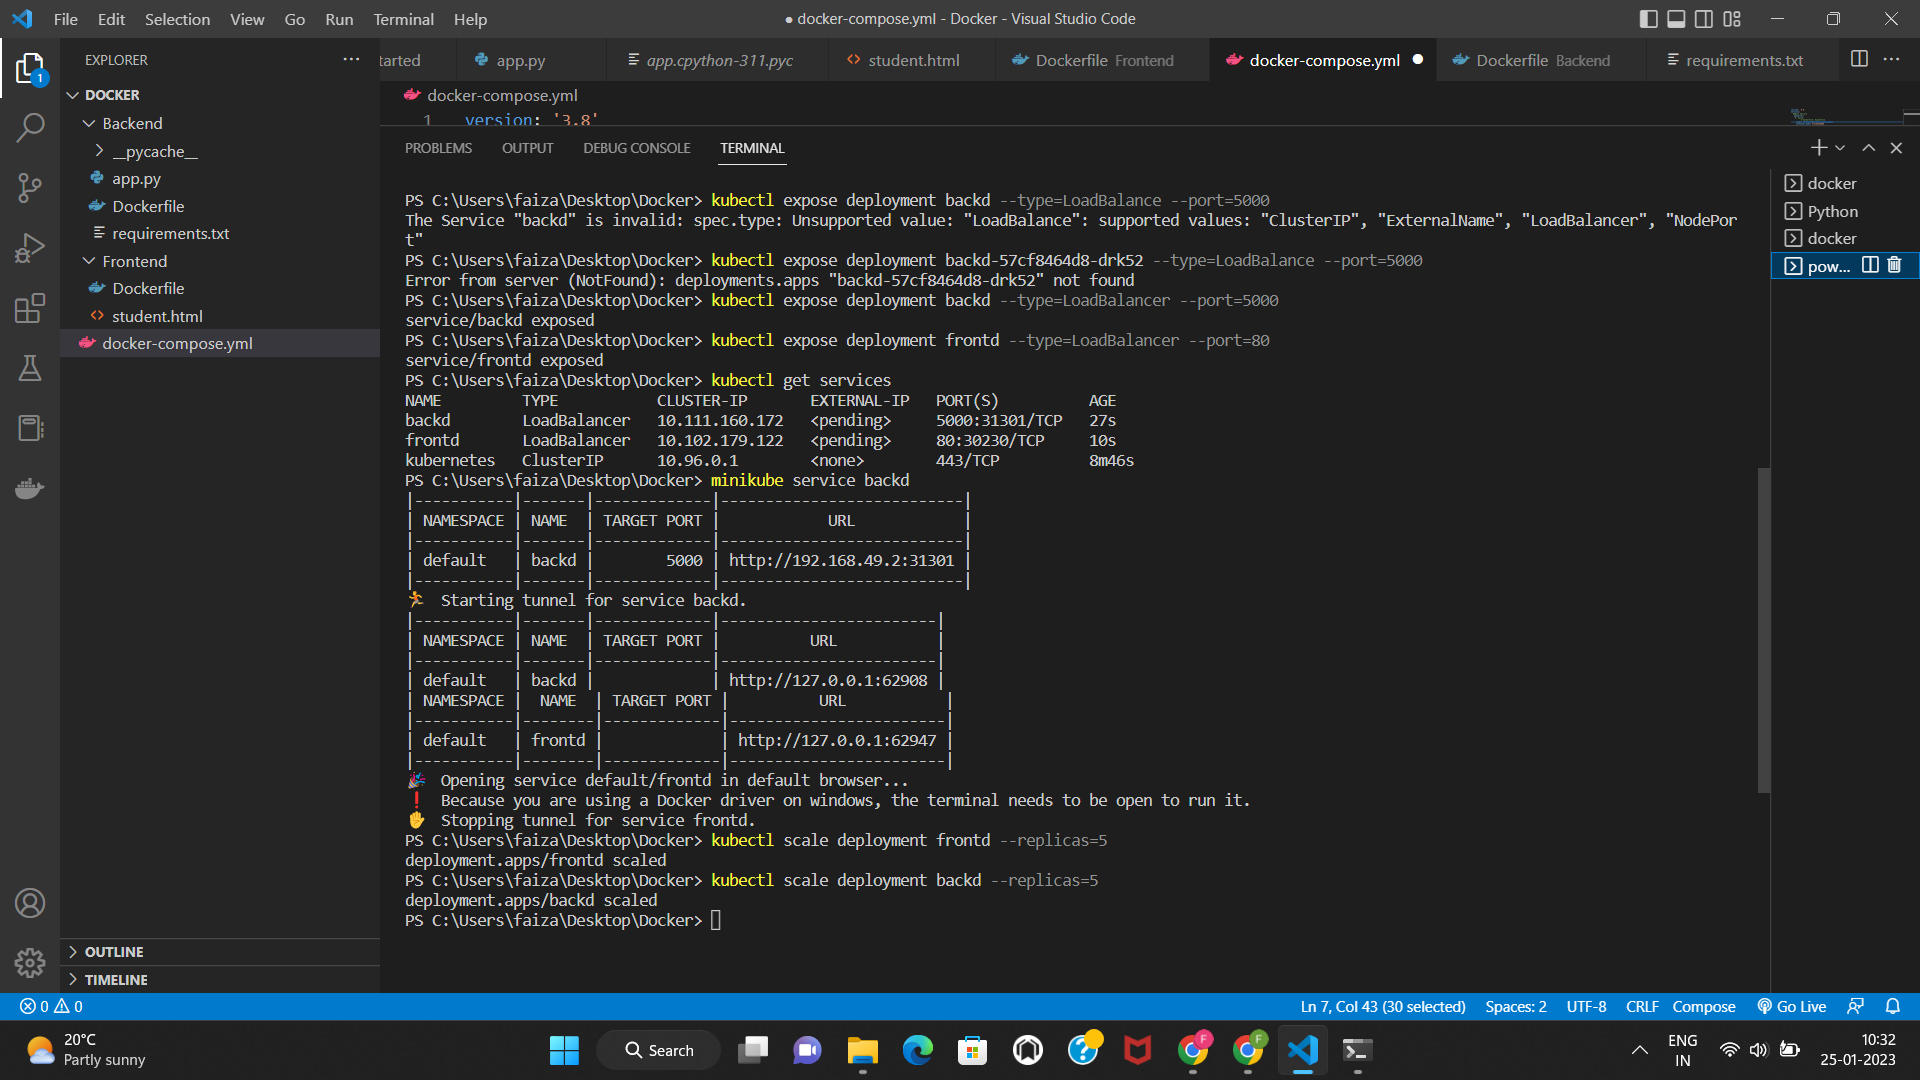 File Edit Selection View Go Run Terminal Help
● docker-compose.yml - Docker - Visual Studio Code
EXPLORER
tarted
app.py
app.cpython-311.pyc
student.html
Dockerfile Frontend
docker-compose.yml
Dockerfile Backend
requirements.txt
1
DOCKER
Backend
__pycache__
app.py
Dockerfile
requirements.txt
Frontend
Dockerfile
student.html
docker-compose.yml
OUTLINE
TIMELINE
docker-compose.yml
1 version: '3.8'
PROBLEMS OUTPUT DEBUG CONSOLE TERMINAL
PS C:\Users\faiza\Desktop\Docker> kubectl expose deployment backd --type=LoadBalance --port=5000
The Service "backd" is invalid: spec.type: Unsupported value: "LoadBalance": supported values: "ClusterIP", "ExternalName", "LoadBalancer", "NodePor
t"
PS C:\Users\faiza\Desktop\Docker> kubectl expose deployment backd-57cf8464d8-drk52 --type=LoadBalance --port=5000
Error from server (NotFound): deployments.apps "backd-57cf8464d8-drk52" not found
PS C:\Users\faiza\Desktop\Docker> kubectl expose deployment backd --type=LoadBalancer --port=5000
service/backd exposed
PS C:\Users\faiza\Desktop\Docker> kubectl expose deployment frontd --type=LoadBalancer --port=80
service/frontd exposed
PS C:\Users\faiza\Desktop\Docker> kubectl get services
NAME TYPE CLUSTER-IP EXTERNAL-IP PORT(S) AGE
backd LoadBalancer 10.111.160.172 <pending> 5000:31301/TCP 27s
frontd LoadBalancer 10.102.179.122 <pending> 80:30230/TCP 10s
kubernetes ClusterIP 10.96.0.1 <none> 443/TCP 8m46s
PS C:\Users\faiza\Desktop\Docker> minikube service backd
|-----------|-------|-------------|---------------------------|
| NAMESPACE | NAME | TARGET PORT | URL |
|-----------|-------|-------------|---------------------------|
| default | backd | 5000 | http://192.168.49.2:31301 |
|-----------|-------|-------------|---------------------------|
🏃 Starting tunnel for service backd.
|-----------|-------|-------------|------------------------|
| NAMESPACE | NAME | TARGET PORT | URL |
|-----------|-------|-------------|------------------------|
| default | backd | | http://127.0.0.1:62908 |
| NAMESPACE | NAME | TARGET PORT | URL |
|-----------|--------|-------------|------------------------|
| default | frontd | | http://127.0.0.1:62947 |
|-----------|--------|-------------|------------------------|
🎉 Opening service default/frontd in default browser...
❗ Because you are using a Docker driver on windows, the terminal needs to be open to run it.
✋ Stopping tunnel for service frontd.
PS C:\Users\faiza\Desktop\Docker> kubectl scale deployment frontd --replicas=5
deployment.apps/frontd scaled
PS C:\Users\faiza\Desktop\Docker> kubectl scale deployment backd --replicas=5
deployment.apps/backd scaled
PS C:\Users\faiza\Desktop\Docker>
docker
Python
docker
pow...
0 0
Ln 7, Col 43 (30 selected) Spaces: 2 UTF-8 CRLF Compose Go Live
20°C
Partly sunny
Search
F
F
ENG
IN
10:32
25-01-2023